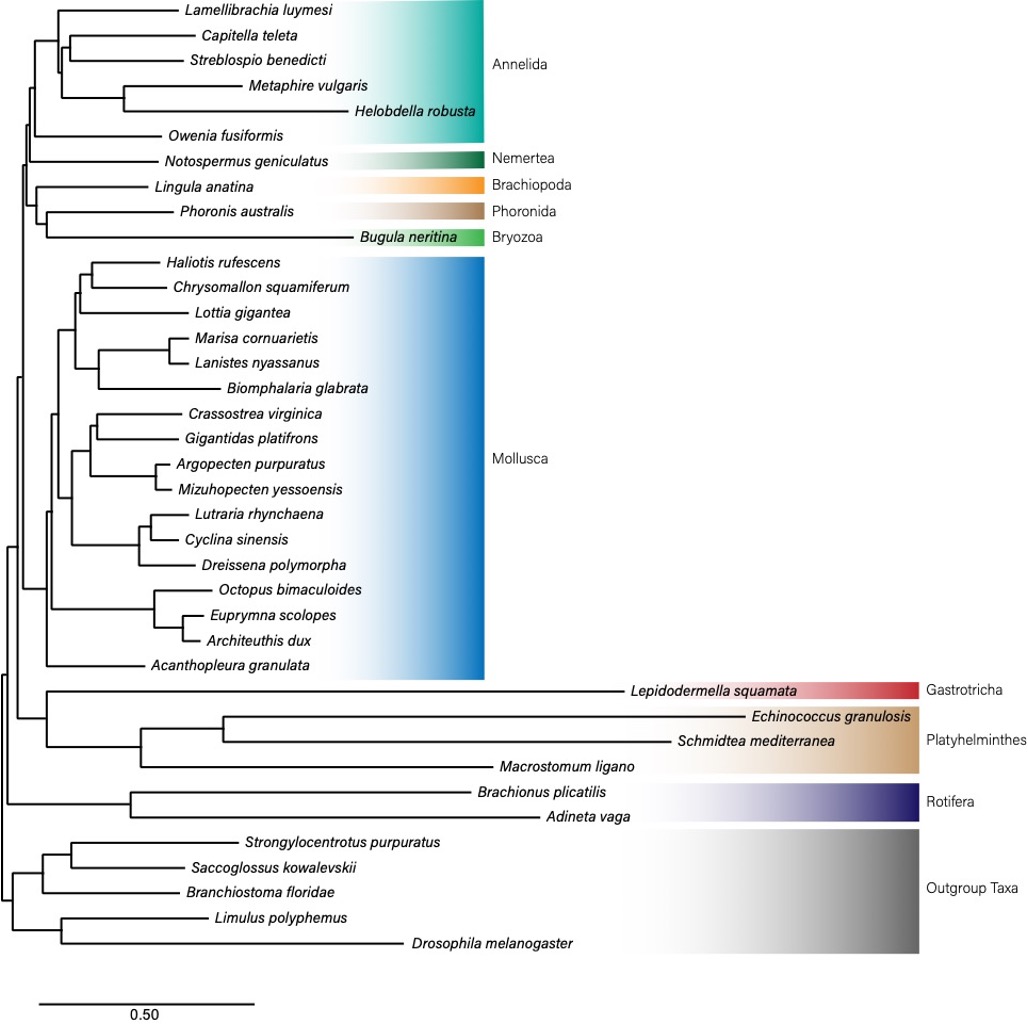 Lamellibrachia luymesi
Capitella teleta
Streblospio benedicti
Annelida
Metaphire vulgaris
Helobdella robusta
Owenia fusiformis
Notospermus geniculatus
Nemertea
Lingula anatina
Brachiopoda
Phoronis australis
Phoronida
Bugula neritina
Bryozoa
Haliotis rufescens
Chrysomallon squamiferum
Lottia gigantea
Marisa cornuarietis
Lanistes nyassanus
Biomphalaria glabrata
Crassostrea virginica
Gigantidas platifrons
Mollusca
Argopecten purpuratus
Mizuhopecten yessoensis
Lutraria rhynchaena
Cyclina sinensis
Dreissena polymorpha
Octopus bimaculoides
Euprymna scolopes
Architeuthis dux
Acanthopleura granulata
Lepidodermella squamata
Gastrotricha
Echinococcus granulosis
Schmidtea mediterranea
Platyhelminthes
Macrostomum ligano
Brachionus plicatilis
Rotifera
Adineta vaga
Strongylocentrotus purpuratus
Saccoglossus kowalevskii
Outgroup Taxa
Branchiostoma floridae
Limulus polyphemus
Drosophila melanogaster
0.50